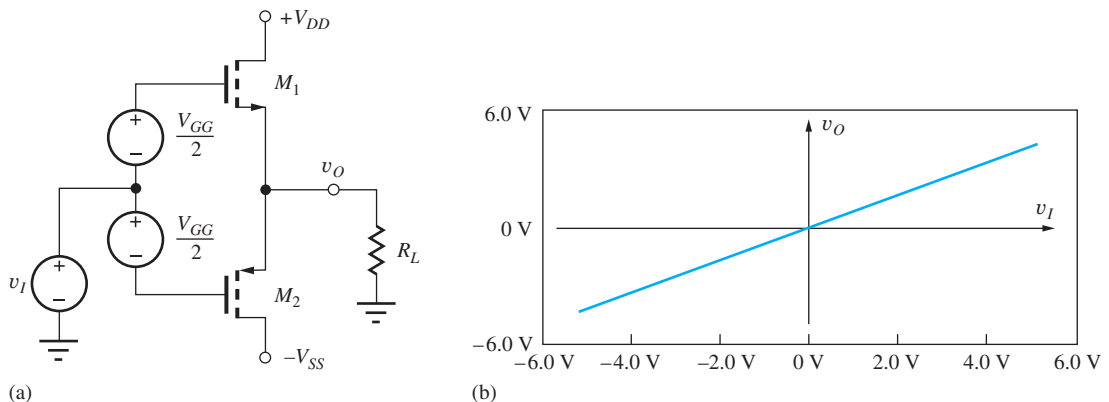 +V_DD
M_1
+
V_GG
2
−
v_O
+
V_GG
2
−
+
v_I
−
R_L
M_2
−V_SS
(a)
6.0 V
v_O
0 V
v_I
−6.0 V
−6.0 V
−4.0 V
−2.0 V
0 V
2.0 V
4.0 V
6.0 V
(b)